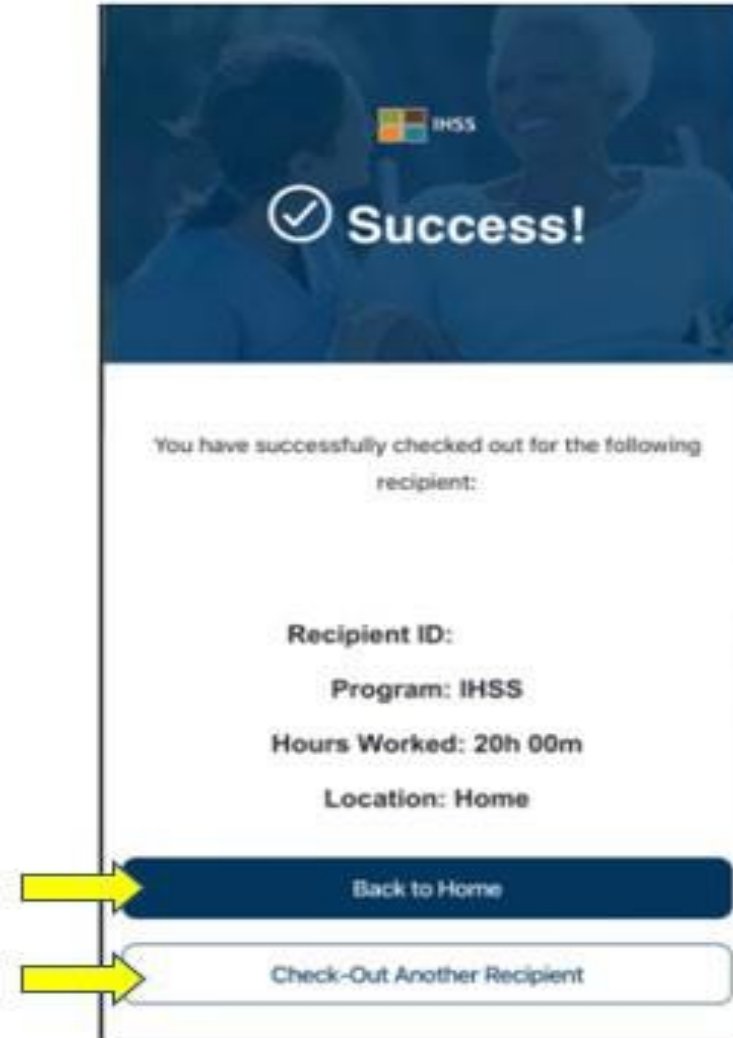 IHSS
Success!
You have successfully checked out for the following
recipient:
Recipient ID:
Program: IHSS
Hours Worked: 20h 00m
Location: Home
Back to Home
Check-Out Another Recipient